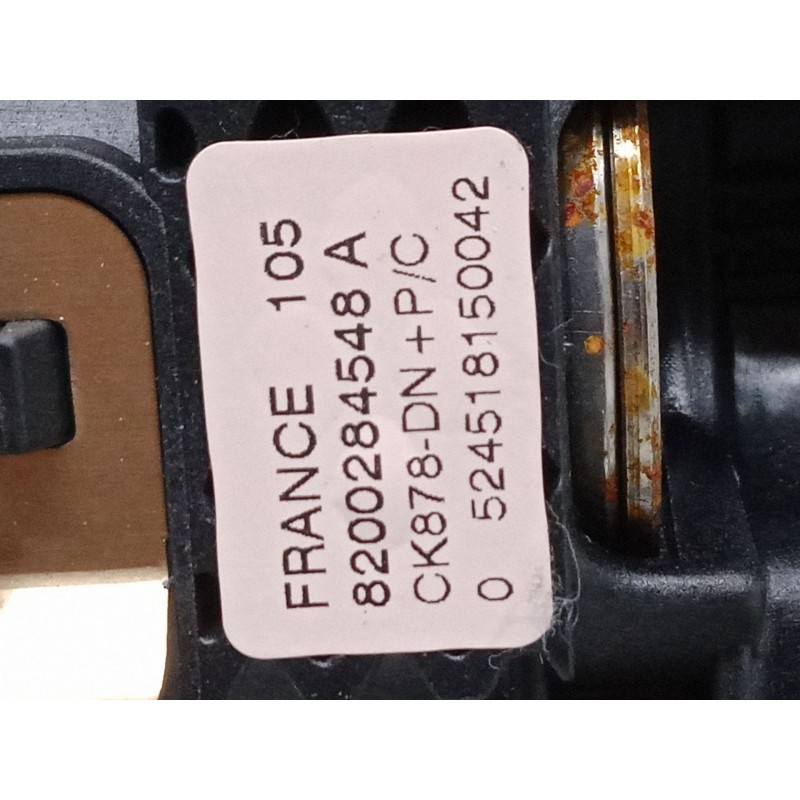 FRANCE 105
8200284548 A
CK878-DN+P/C
0 524518150042